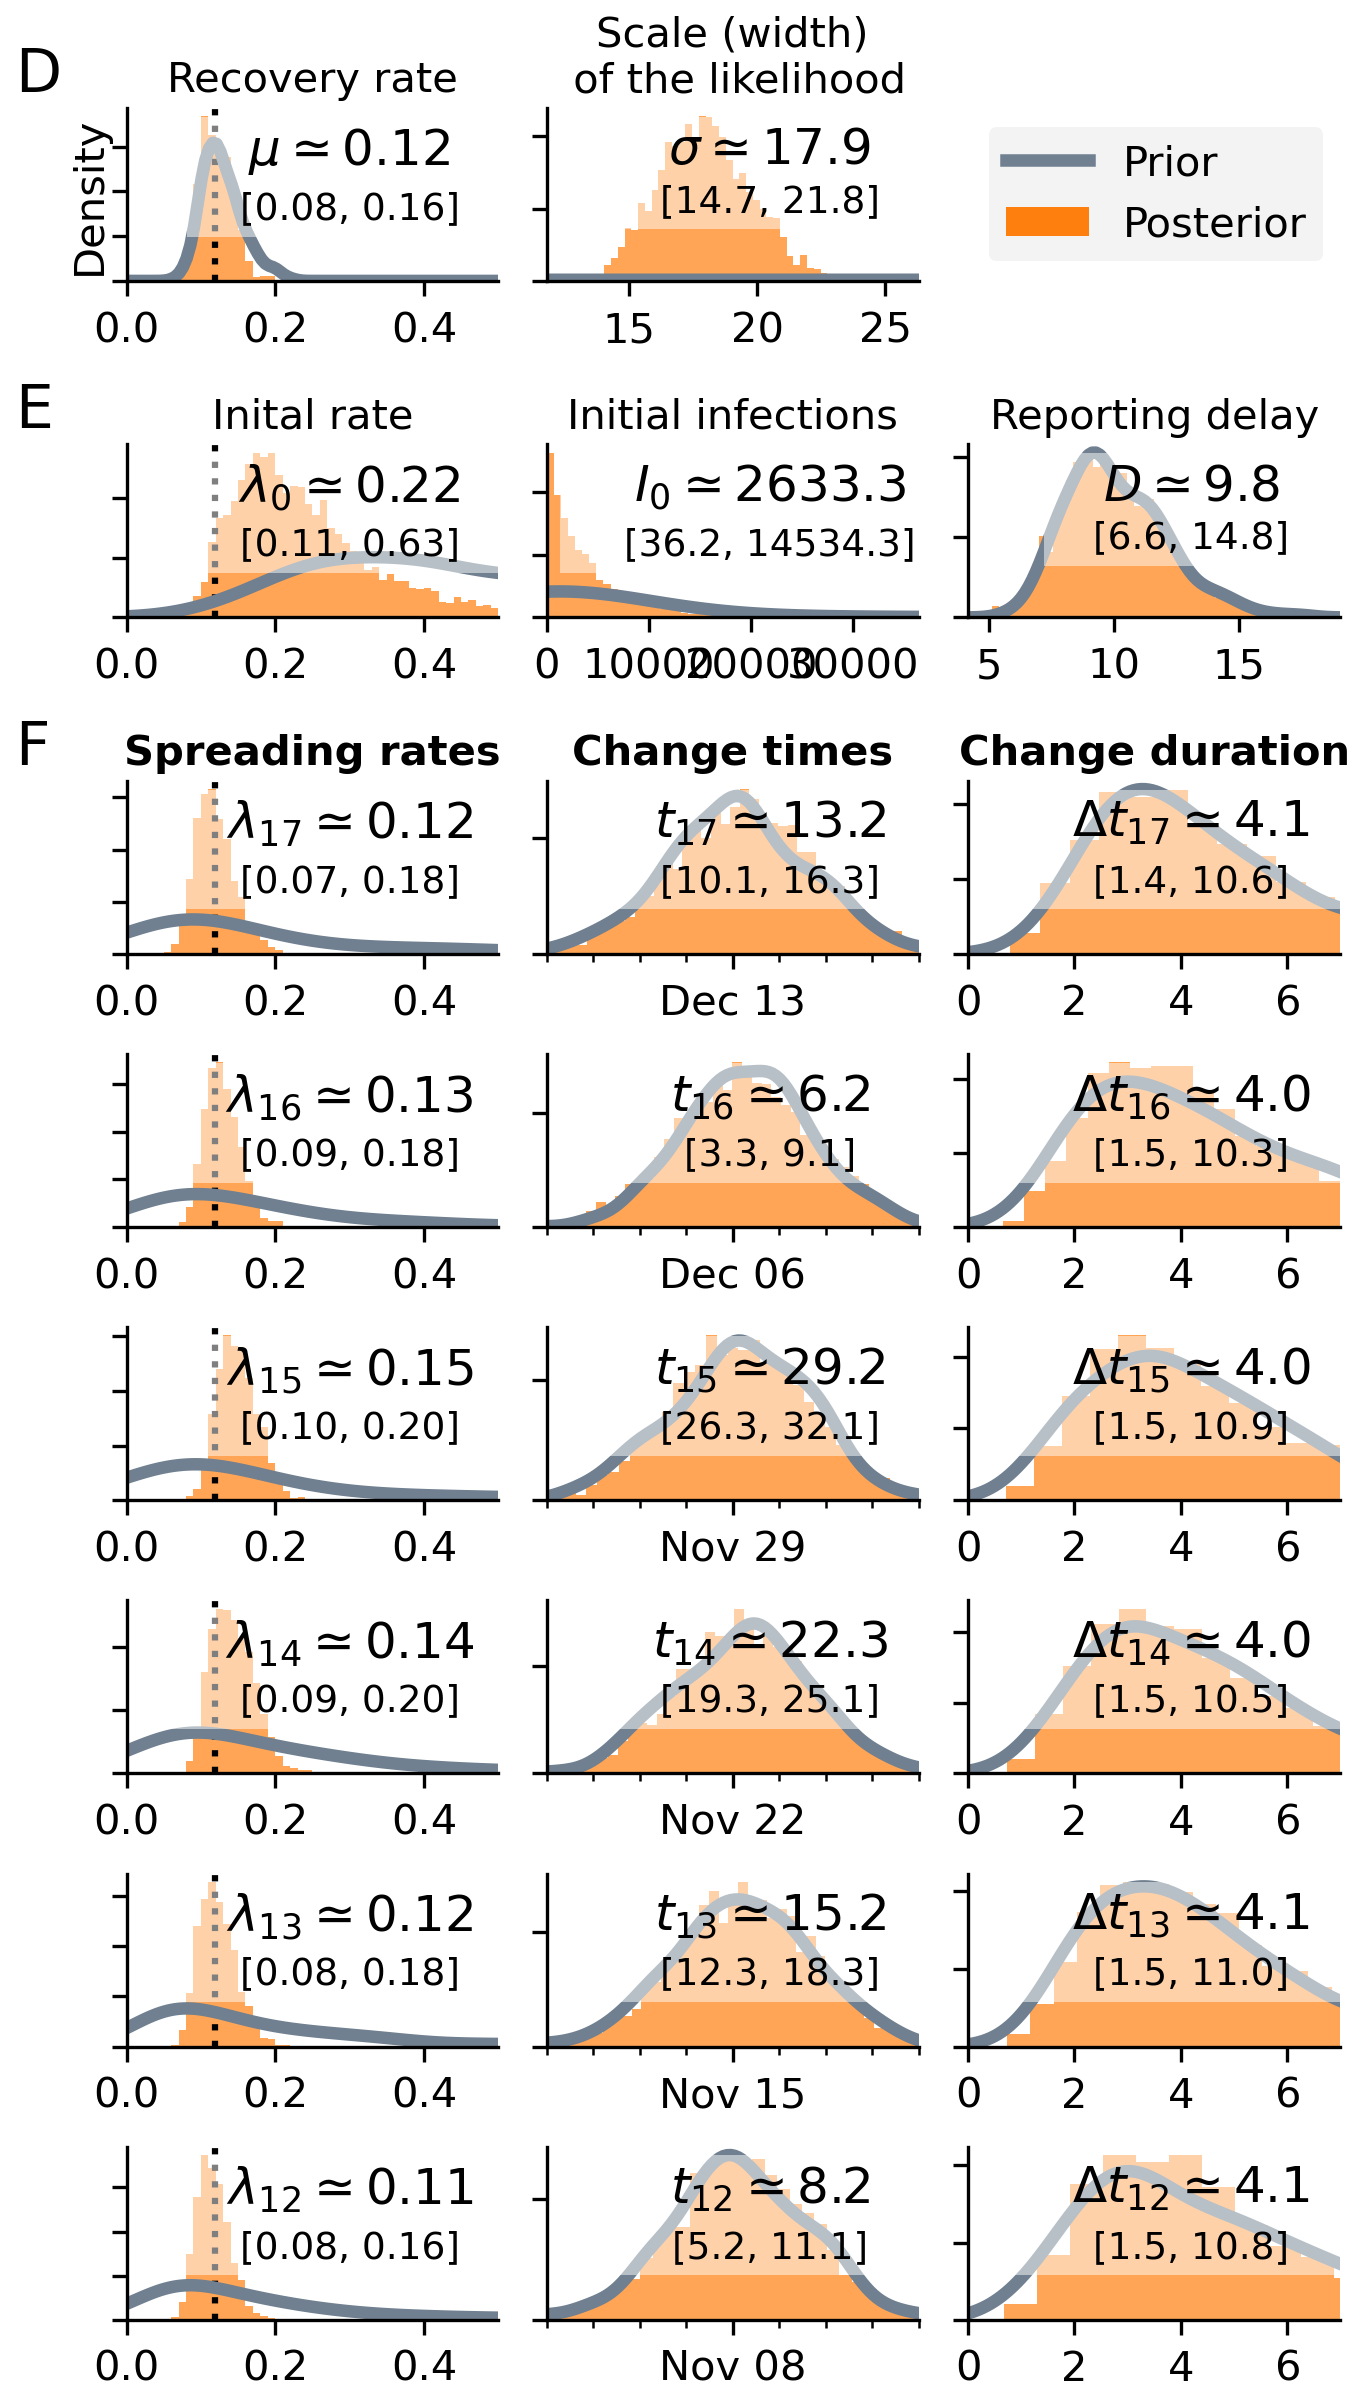 D
Recovery rate
Scale (width)
of the likelihood
Density
μ ≃ 0.12
[0.08, 0.16]
0.0 0.2 0.4
σ ≃ 17.9
[14.7, 21.8]
15 20 25
Prior
Posterior
E
Inital rate
Initial infections
Reporting delay
λ0 ≃ 0.22
[0.11, 0.63]
0.0 0.2 0.4
I0 ≃ 2633.3
[36.2, 14534.3]
0 10000 20000 30000
D ≃ 9.8
[6.6, 14.8]
5 10 15
F
Spreading rates
Change times
Change duration
λ17 ≃ 0.12
[0.07, 0.18]
0.0 0.2 0.4
t17 ≃ 13.2
[10.1, 16.3]
Dec 13
Δt17 ≃ 4.1
[1.4, 10.6]
0 2 4 6
λ16 ≃ 0.13
[0.09, 0.18]
0.0 0.2 0.4
t16 ≃ 6.2
[3.3, 9.1]
Dec 06
Δt16 ≃ 4.0
[1.5, 10.3]
0 2 4 6
λ15 ≃ 0.15
[0.10, 0.20]
0.0 0.2 0.4
t15 ≃ 29.2
[26.3, 32.1]
Nov 29
Δt15 ≃ 4.0
[1.5, 10.9]
0 2 4 6
λ14 ≃ 0.14
[0.09, 0.20]
0.0 0.2 0.4
t14 ≃ 22.3
[19.3, 25.1]
Nov 22
Δt14 ≃ 4.0
[1.5, 10.5]
0 2 4 6
λ13 ≃ 0.12
[0.08, 0.18]
0.0 0.2 0.4
t13 ≃ 15.2
[12.3, 18.3]
Nov 15
Δt13 ≃ 4.1
[1.5, 11.0]
0 2 4 6
λ12 ≃ 0.11
[0.08, 0.16]
0.0 0.2 0.4
t12 ≃ 8.2
[5.2, 11.1]
Nov 08
Δt12 ≃ 4.1
[1.5, 10.8]
0 2 4 6